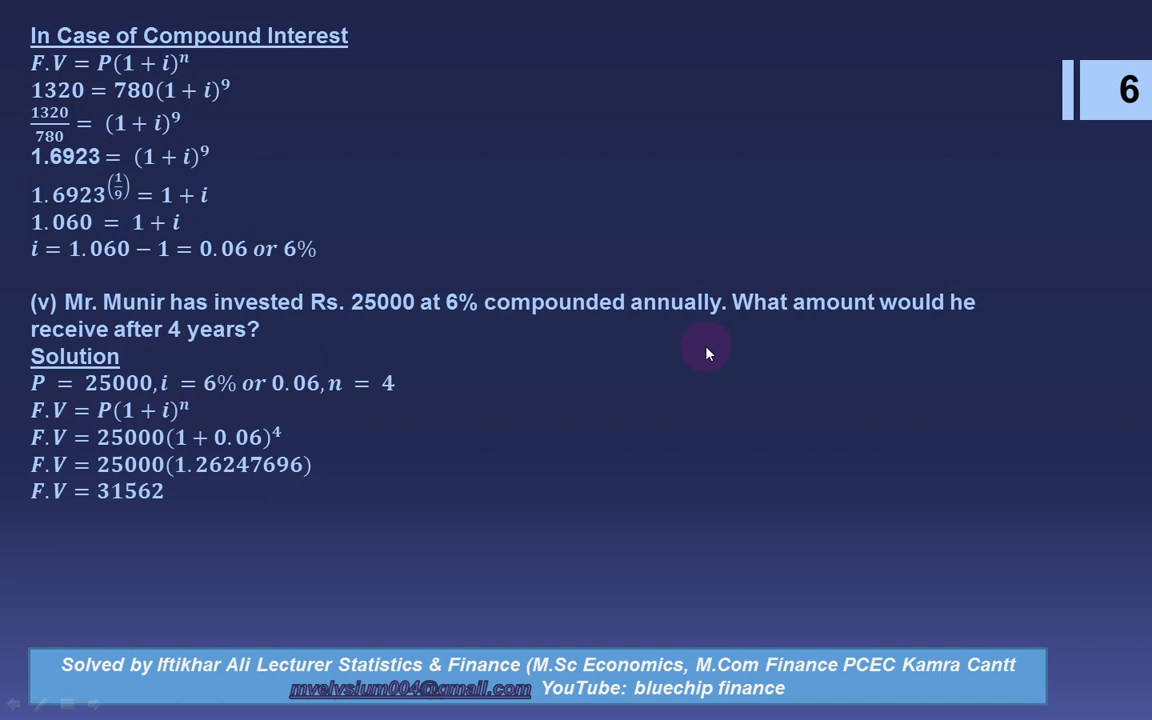 In Case of Compound Interest
F.V = P(1 + i)ⁿ
1320 = 780(1 + i)⁹
1320/780 = (1 + i)⁹
1.6923 = (1 + i)⁹
1.6923^(1/9) = 1 + i
1.060 = 1 + i
i = 1.060 − 1 = 0.06 or 6%
(v) Mr. Munir has invested Rs. 25000 at 6% compounded annually. What amount would he
receive after 4 years?
Solution
P = 25000, i = 6% or 0.06, n = 4
F.V = P(1 + i)ⁿ
F.V = 25000(1 + 0.06)⁴
F.V = 25000(1.26247696)
F.V = 31562
6
Solved by Iftikhar Ali Lecturer Statistics & Finance (M.Sc Economics, M.Com Finance PCEC Kamra Cantt
mvelysium004@gmail.com YouTube: bluechip finance